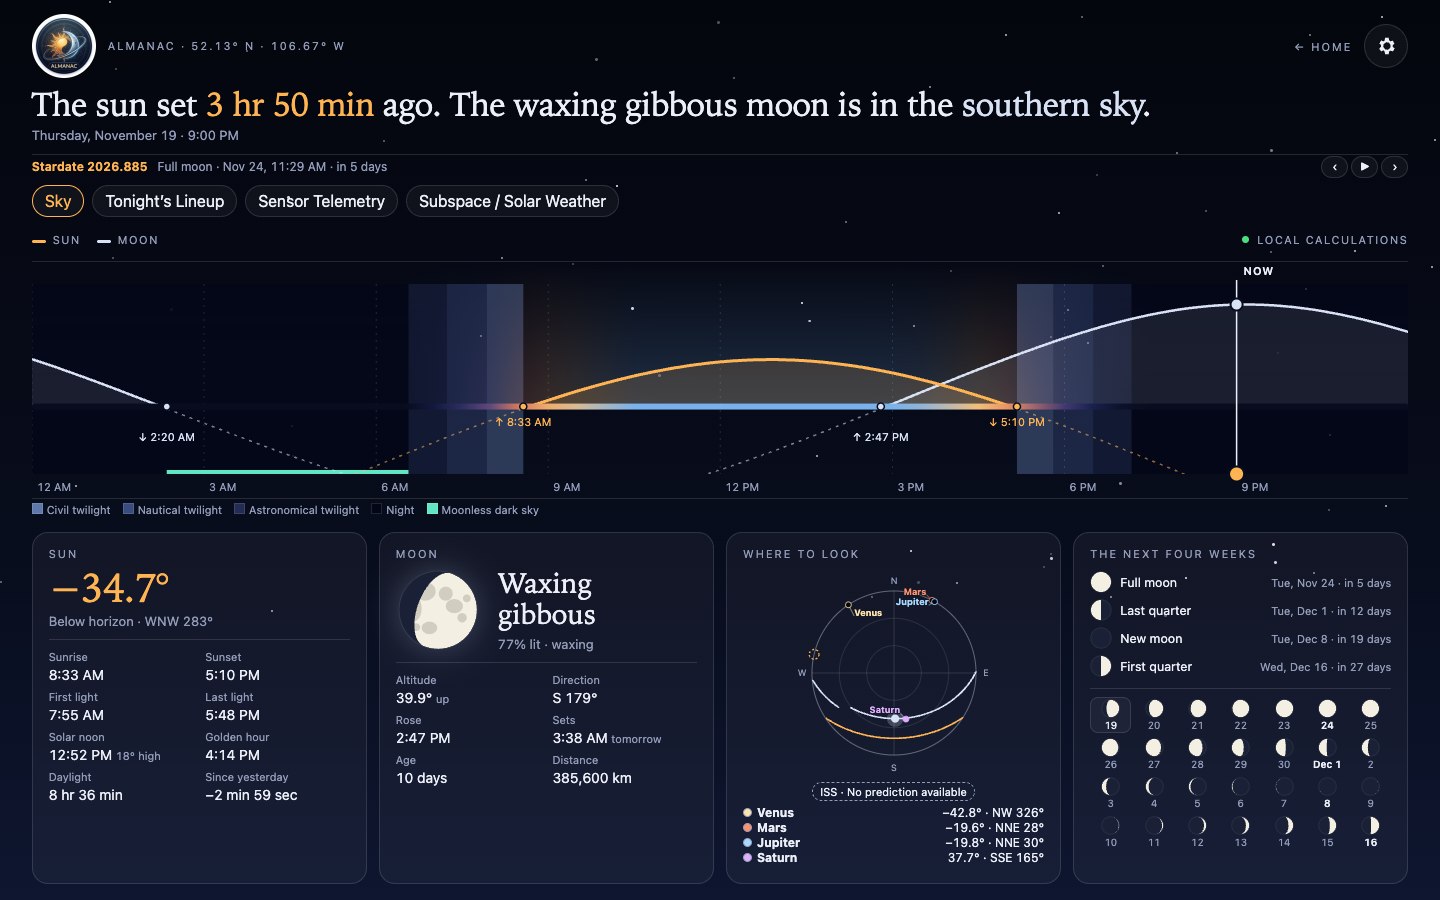 ALMANAC
ALMANAC · 52.13° N · 106.67° W
← HOME
The sun set 3 hr 50 min ago. The waxing gibbous moon is in the southern sky.
Thursday, November 19 · 9:00 PM
Stardate 2026.885 Full moon · Nov 24, 11:29 AM · in 5 days
Sky Tonight's Lineup Sensor Telemetry Subspace / Solar Weather
SUN MOON
LOCAL CALCULATIONS
NOW
↑ 8:33 AM
↓ 5:10 PM
↓ 2:20 AM
↑ 2:47 PM
12 AM 3 AM 6 AM 9 AM 12 PM 3 PM 6 PM 9 PM
Civil twilight Nautical twilight Astronomical twilight Night Moonless dark sky
SUN
−34.7°
Below horizon · WNW 283°
Sunrise Sunset
8:33 AM 5:10 PM
First light Last light
7:55 AM 5:48 PM
Solar noon Golden hour
12:52 PM 18° high 4:14 PM
Daylight Since yesterday
8 hr 36 min −2 min 59 sec
MOON
Waxing
gibbous
77% lit · waxing
Altitude Direction
39.9° up S 179°
Rose Sets
2:47 PM 3:38 AM tomorrow
Age Distance
10 days 385,600 km
WHERE TO LOOK
N
Mars
Jupiter
Venus
W E
Saturn
S
ISS · No prediction available
Venus −42.8° · NW 326°
Mars −19.6° · NNE 28°
Jupiter −19.8° · NNE 30°
Saturn 37.7° · SSE 165°
THE NEXT FOUR WEEKS
Full moon Tue, Nov 24 · in 5 days
Last quarter Tue, Dec 1 · in 12 days
New moon Tue, Dec 8 · in 19 days
First quarter Wed, Dec 16 · in 27 days
19 20 21 22 23 24 25
26 27 28 29 30 Dec 1 2
3 4 5 6 7 8 9
10 11 12 13 14 15 16